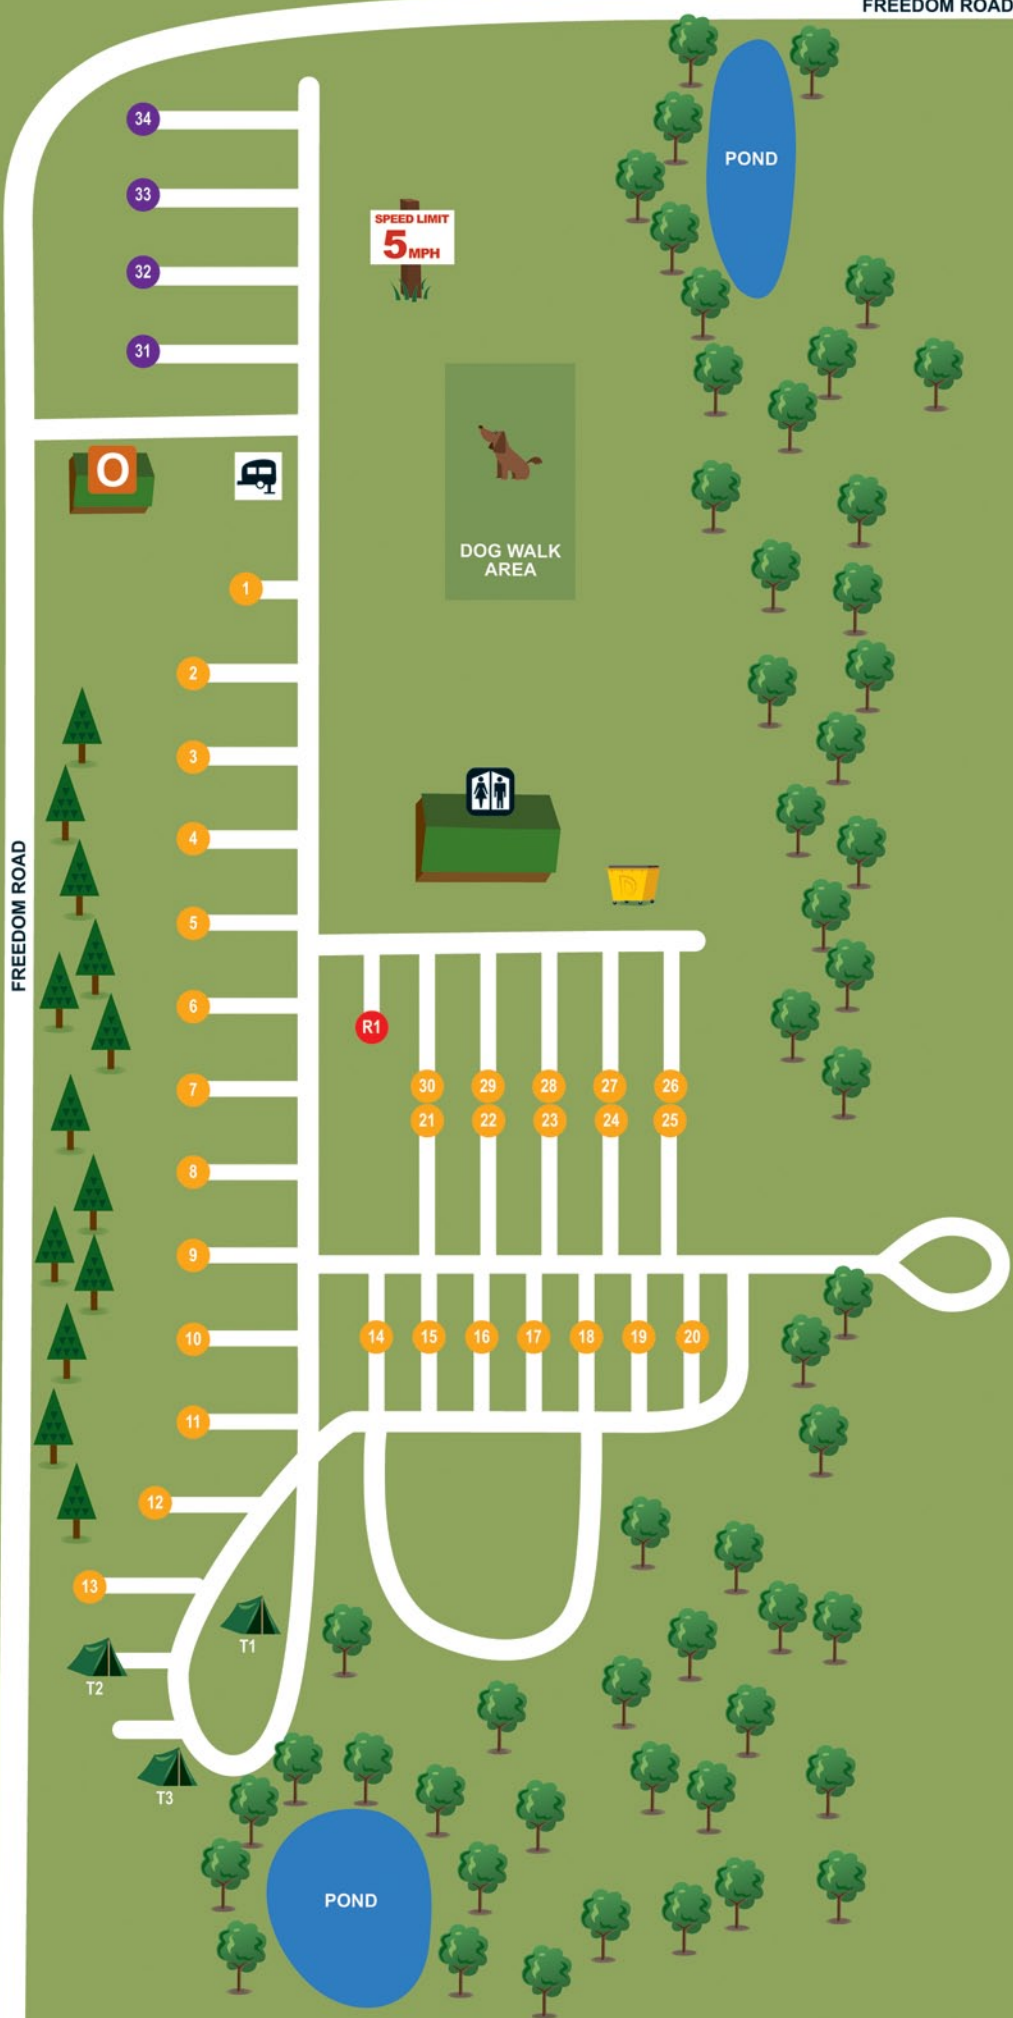 FREEDOM ROAD
34
POND
33
SPEED LIMIT
5 MPH
32
31
O
DOG WALK
AREA
1
2
3
4
FREEDOM ROAD
D
5
6
R1
7
30 29 28 27 26
21 22 23 24 25
8
9
10
14 15 16 17 18 19 20
11
12
13
T1
T2
T3
POND